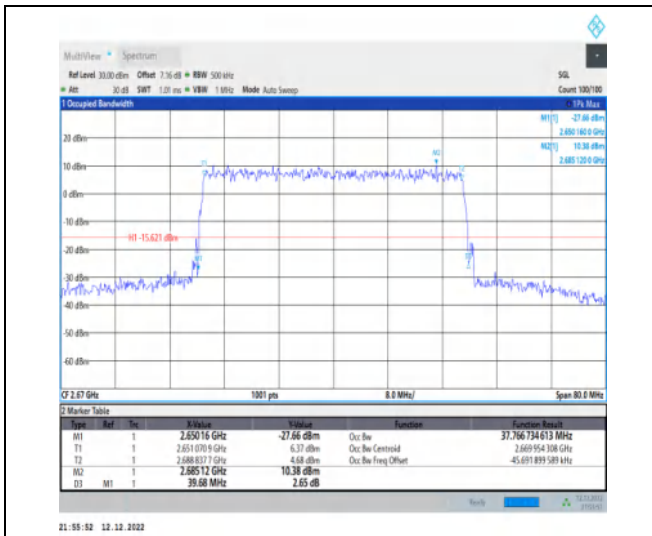 MultiView Spectrum
Ref Level 30.00 dBm Offset 7.16 dB RBW 500 kHz SGL
Att 30 dB SWT 1.01 ms VBW 1 MHz Mode Auto Sweep Count 100/100
1 Occupied Bandwidth 1Pk Max
M1[1] -27.66 dBm
2.650 160 0 GHz
M2[1] 10.38 dBm
2.685 120 0 GHz
20 dBm
10 dBm
0 dBm
-10 dBm
H1 -15.621 dBm
-20 dBm
-30 dBm
-40 dBm
-50 dBm
-60 dBm
M2
T1
M1
CF 2.67 GHz 1001 pts 8.0 MHz/ Span 80.0 MHz
2 Marker Table
Type Ref Trc X-Value Y-Value Function Function Result
M1 1 2.65016 GHz -27.66 dBm Occ Bw 37.766 734 613 MHz
T1 1 2.651 070 9 GHz 6.37 dBm Occ Bw Centroid 2.669 954 308 GHz
T2 1 2.688 837 7 GHz 4.68 dBm Occ Bw Freq Offset -45.691 899 589 kHz
M2 1 2.68512 GHz 10.38 dBm
D3 M1 1 39.68 MHz 2.65 dB
Ready 12.12.2022
21:55:52 12.12.2022